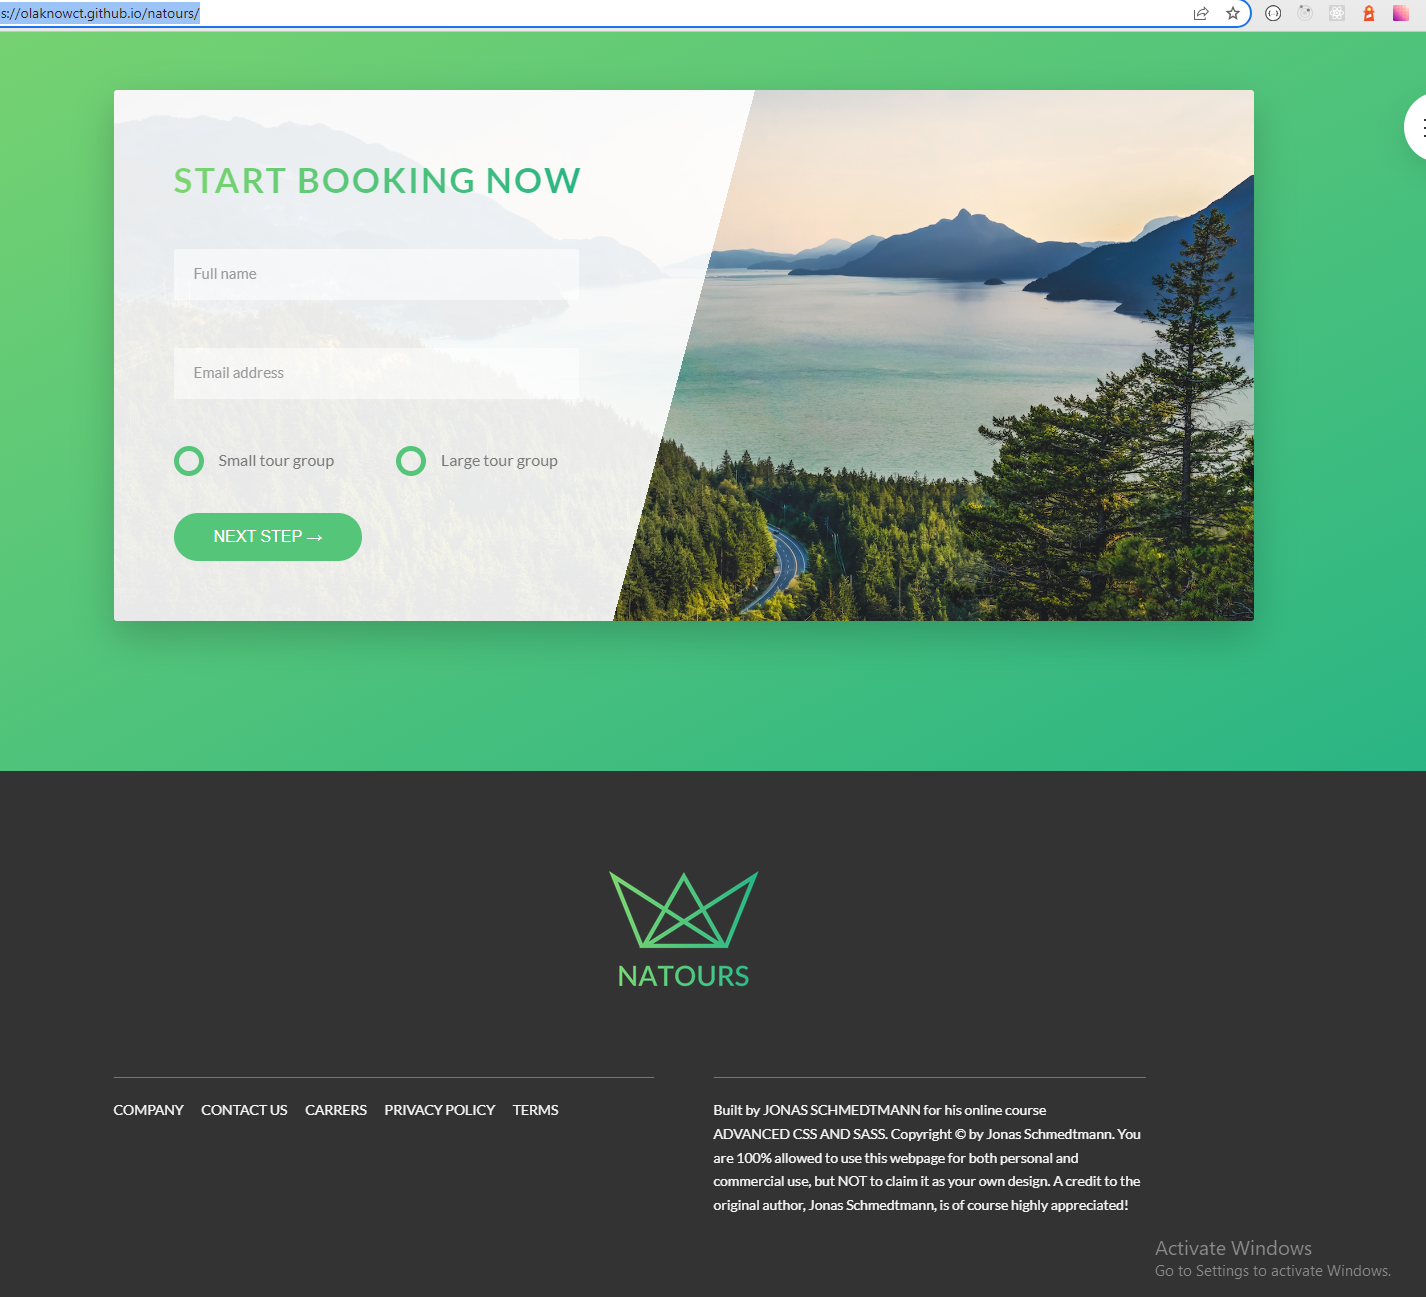 s://olaknowct.github.io/natours/
START BOOKING NOW
Full name
Email address
Small tour group
Large tour group
NEXT STEP →
NATOURS
COMPANY CONTACT US CARRERS PRIVACY POLICY TERMS
Built by JONAS SCHMEDTMANN for his online course
ADVANCED CSS AND SASS. Copyright © by Jonas Schmedtmann. You
are 100% allowed to use this webpage for both personal and
commercial use, but NOT to claim it as your own design. A credit to the
original author, Jonas Schmedtmann, is of course highly appreciated!
Activate Windows
Go to Settings to activate Windows.